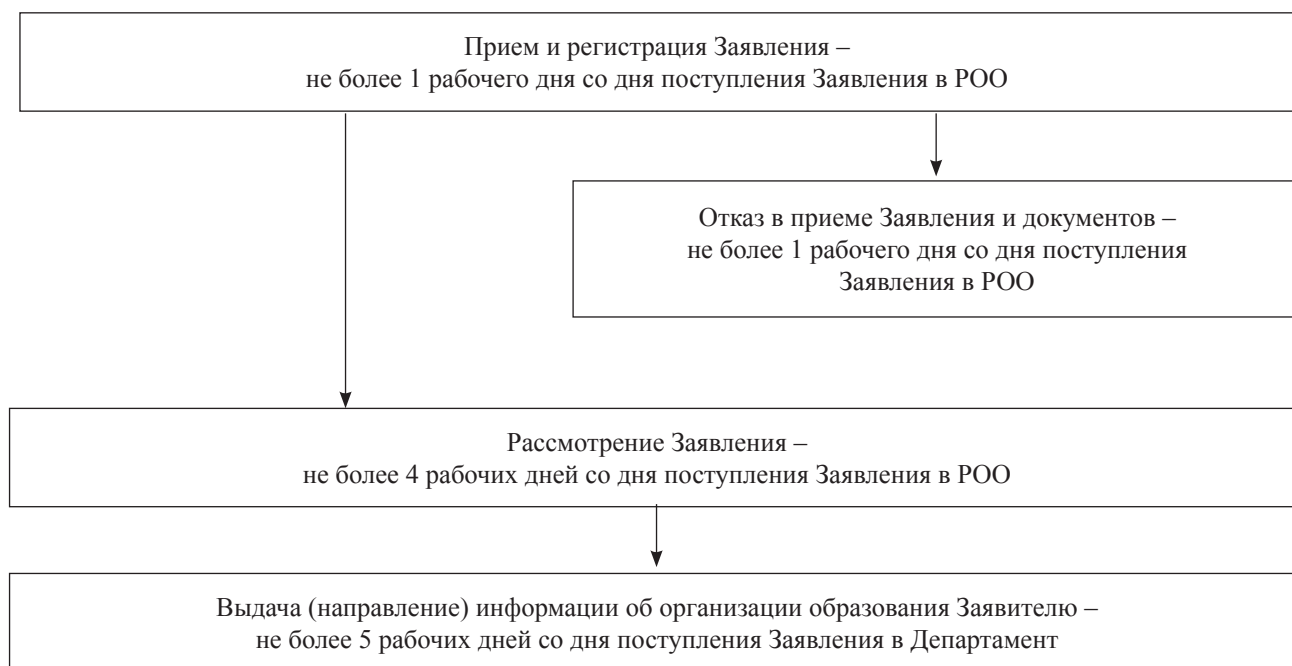 Прием и регистрация Заявления –
не более 1 рабочего дня со дня поступления Заявления в РОО
Отказ в приеме Заявления и документов –
не более 1 рабочего дня со дня поступления
Заявления в РОО
Рассмотрение Заявления –
не более 4 рабочих дней со дня поступления Заявления в РОО
Выдача (направление) информации об организации образования Заявителю –
не более 5 рабочих дней со дня поступления Заявления в Департамент